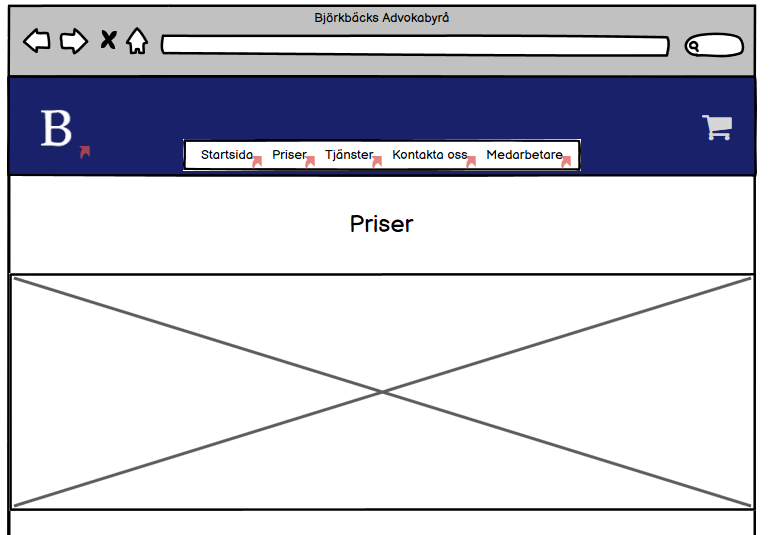 Björkbäcks Advokabyrå
B
Startsida Priser Tjänster Kontakta oss Medarbetare
Priser